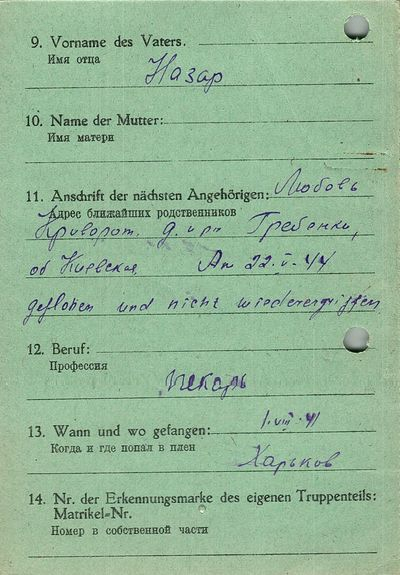 9. Vorname des Vaters.
Имя отца
Назар
10. Name der Mutter:
Имя матери
11. Anschrift der nächsten Angehörigen: Любовь
Адрес ближайших родственников
Криворот. д. Гребенки,
об Киевская Am 22.V.44
geflohen und nicht wiederergriffen
12. Beruf:
Профессия
пекарь
13. Wann und wo gefangen: 1.VIII.41
Когда и где попал в плен
Харьков
14. Nr. der Erkennungsmarke des eigenen Truppenteils:
Matrikel-Nr.
Номер в собственной части